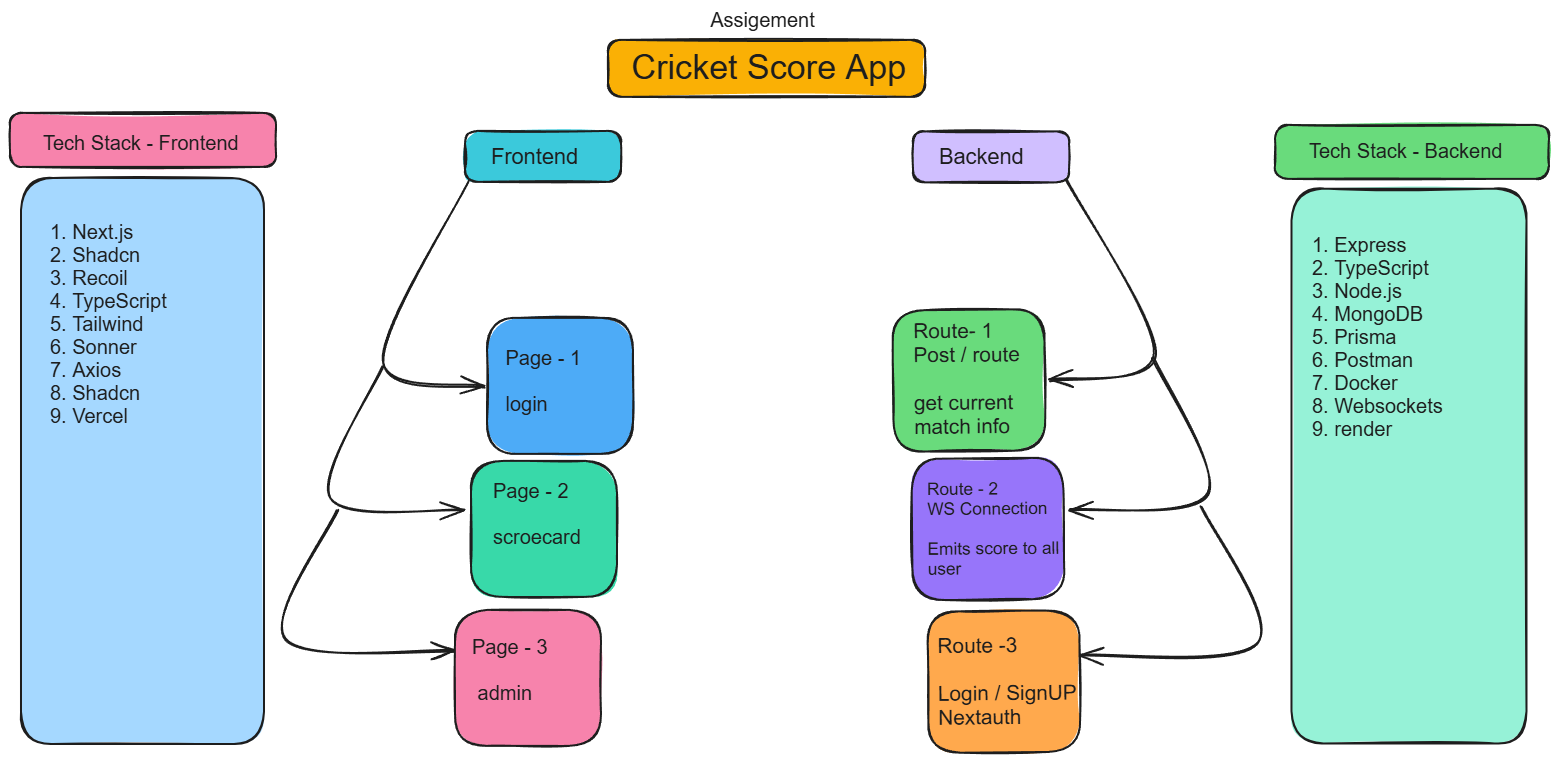 Assigement
Cricket Score App
Tech Stack - Frontend
1. Next.js
2. Shadcn
3. Recoil
4. TypeScript
5. Tailwind
6. Sonner
7. Axios
8. Shadcn
9. Vercel
Frontend
Page - 1
login
Page - 2
scroecard
Page - 3
admin
Backend
Route- 1
Post / route
get current
match info
Route - 2
WS Connection
Emits score to all
user
Route -3
Login / SignUP
Nextauth
Tech Stack - Backend
1. Express
2. TypeScript
3. Node.js
4. MongoDB
5. Prisma
6. Postman
7. Docker
8. Websockets
9. render